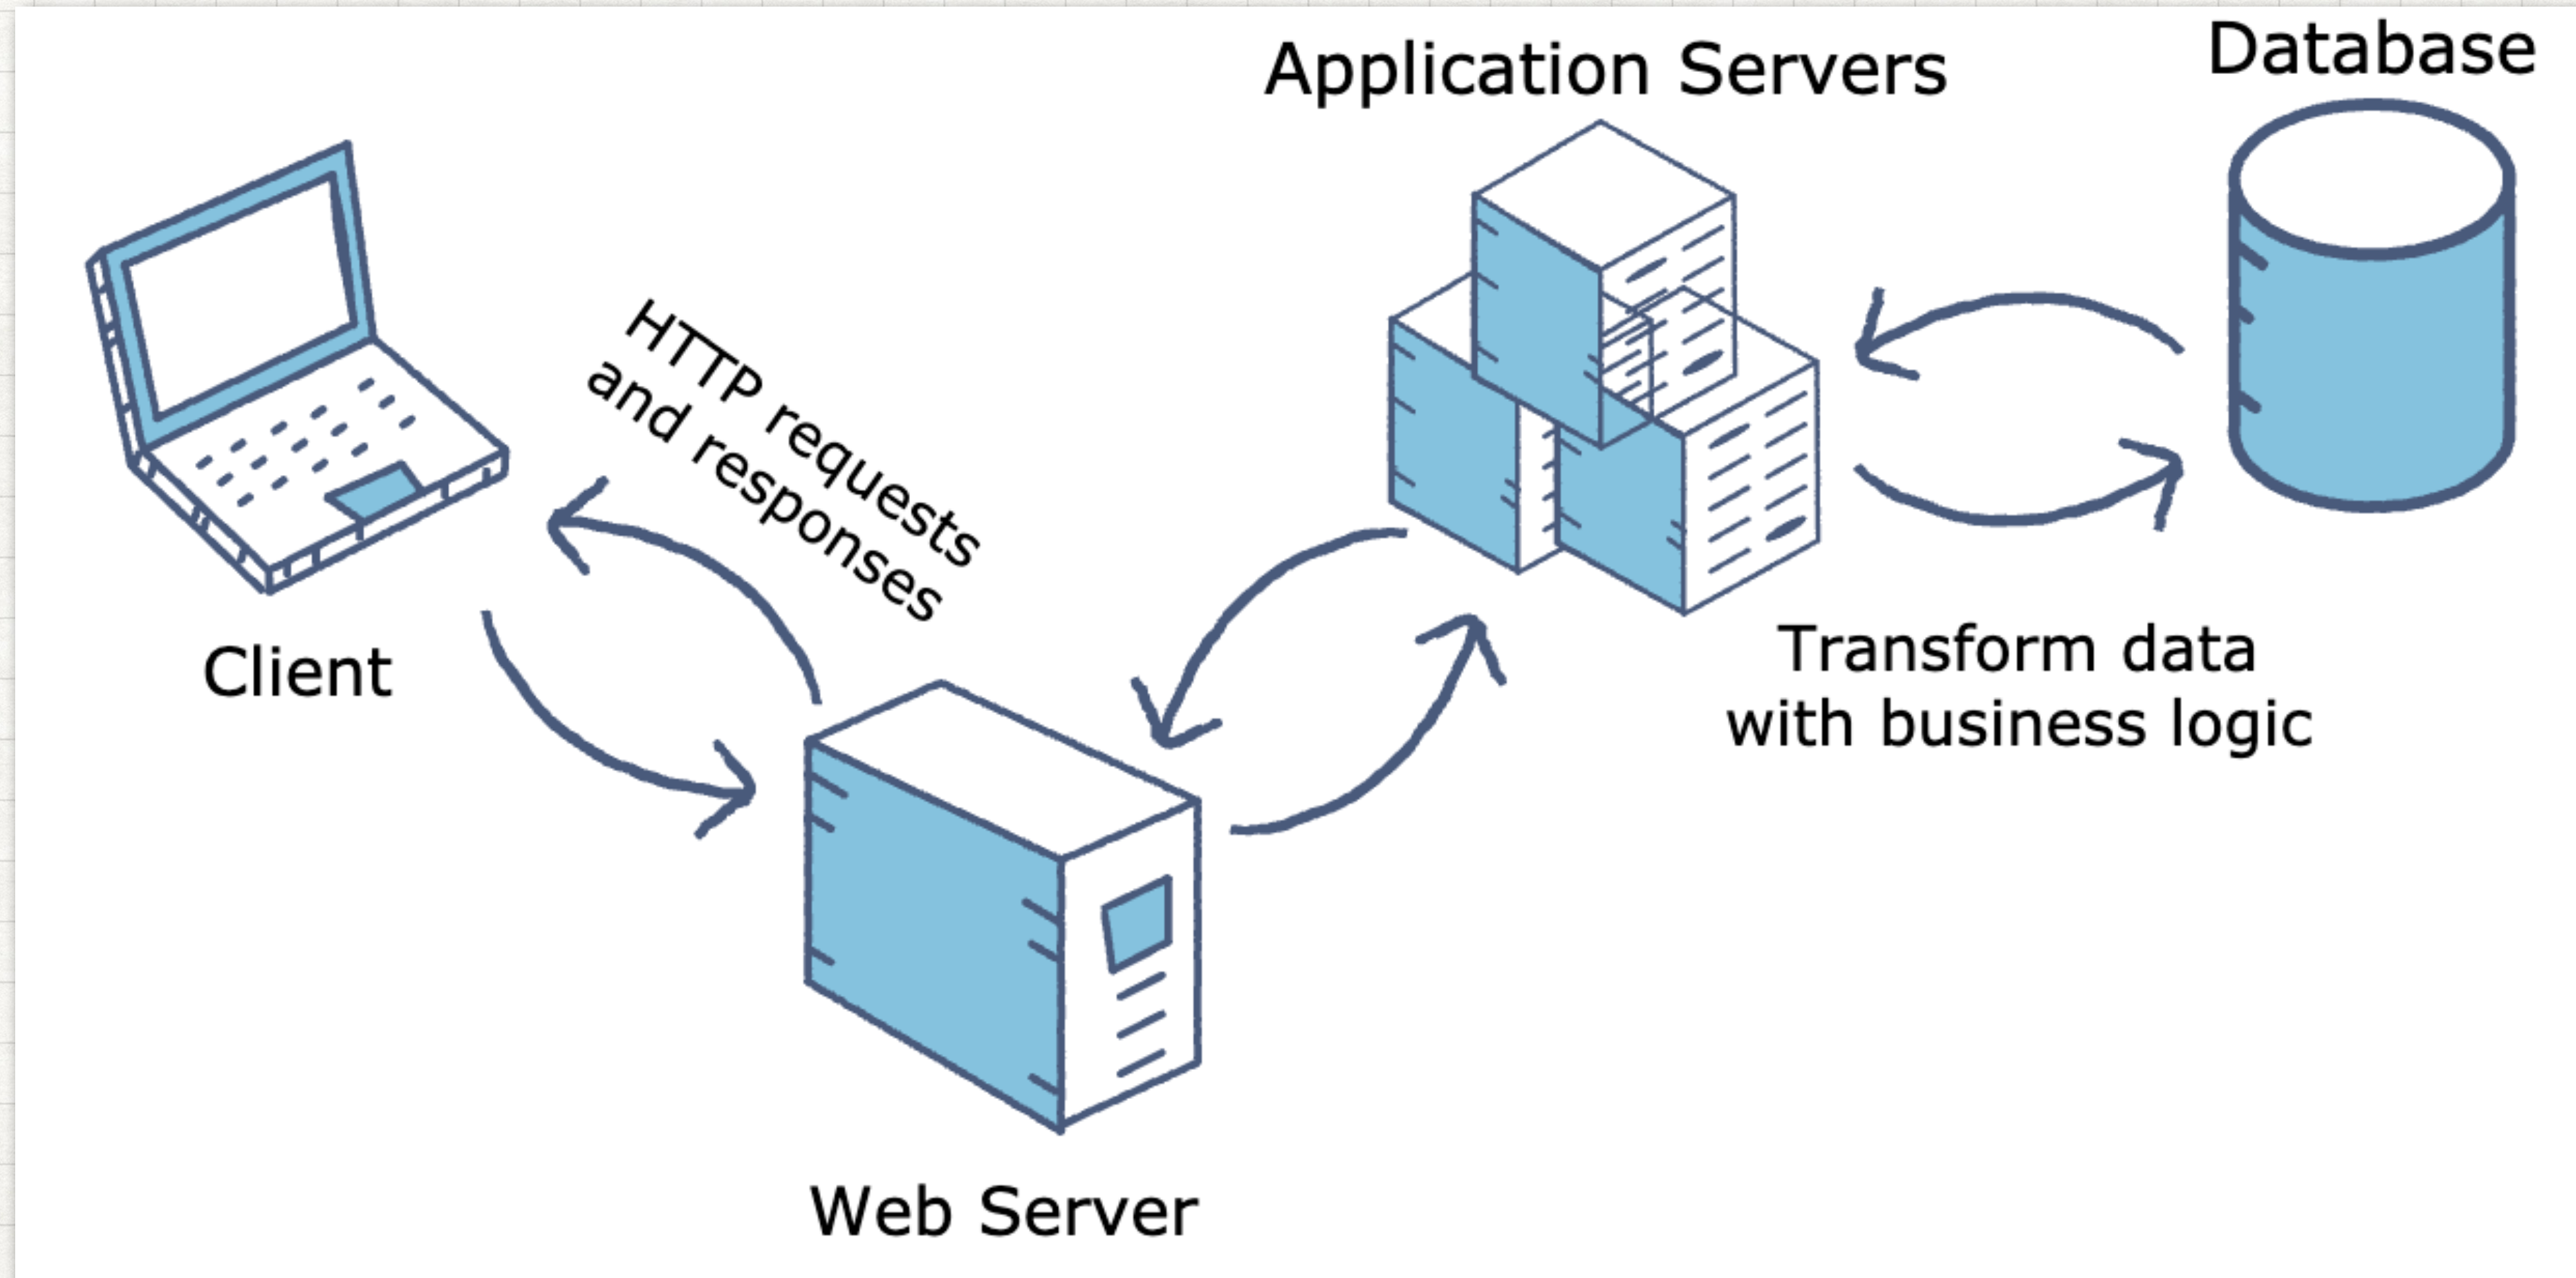 Application Servers
Database
HTTP requests
and responses
Client
Transform data
with business logic
Web Server